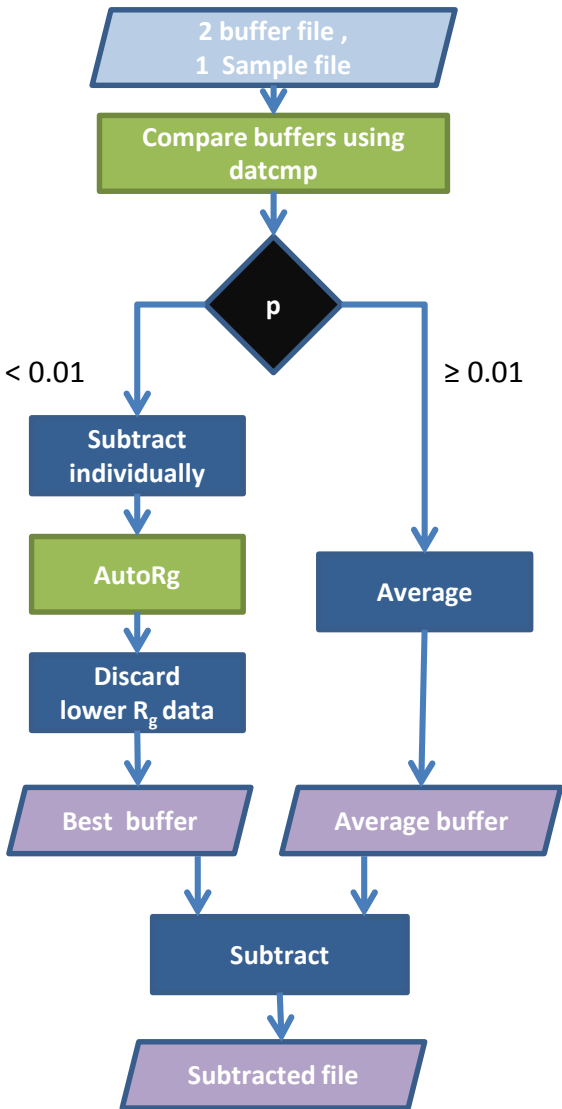 2 buffer file ,
1  Sample file
Compare buffers using
datcmp
p
< 0.01
≥ 0.01
Subtract
individually
AutoRg
Average
Discard
lower Rg data
Best  buffer
Average buffer
Subtract
Subtracted file